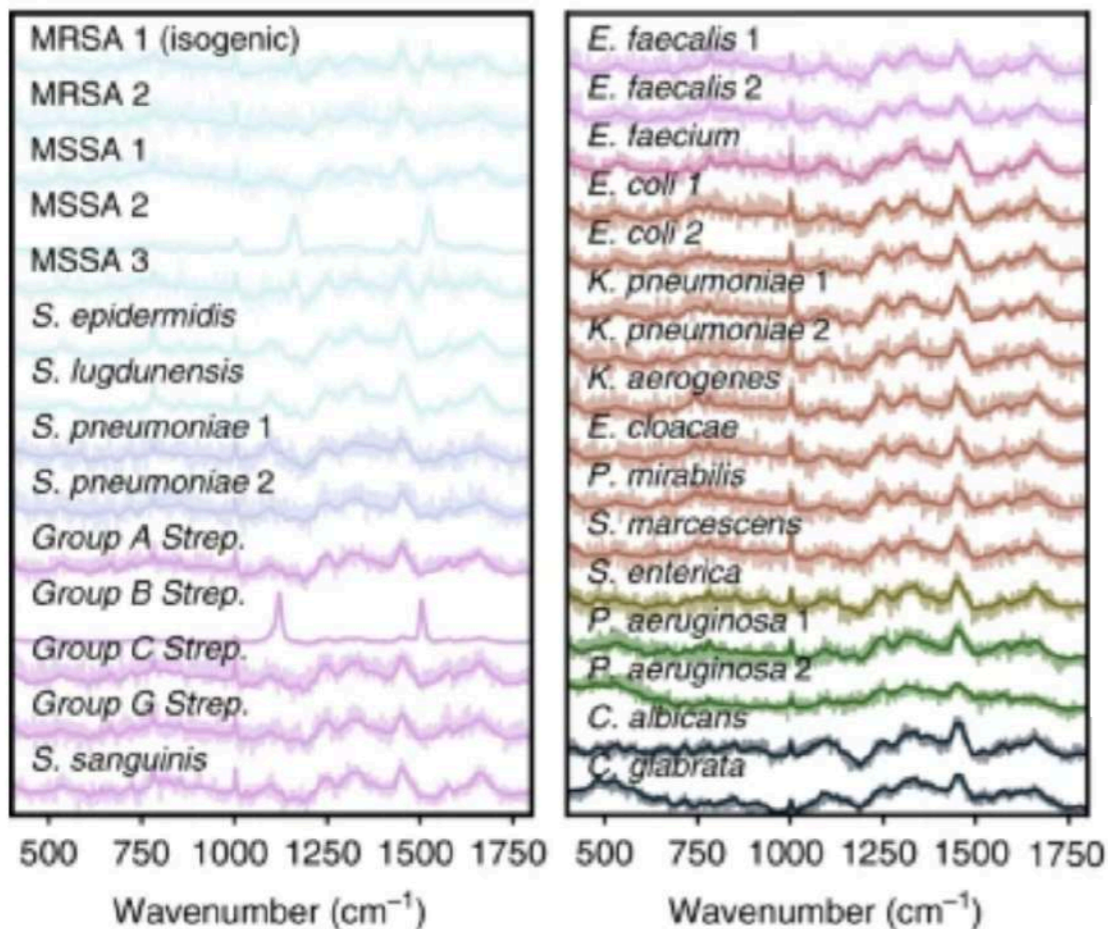 MRSA 1 (isogenic)
MRSA 2
MSSA 1
MSSA 2
MSSA 3
S. epidermidis
S. lugdunensis
S. pneumoniae 1
S. pneumoniae 2
Group A Strep.
Group B Strep.
Group C Strep.
Group G Strep.
S. sanguinis
500 750 1000 1250 1500 1750
Wavenumber (cm⁻¹)
E. faecalis 1
E. faecalis 2
E. faecium
E. coli 1
E. coli 2
K. pneumoniae 1
K. pneumoniae 2
K. aerogenes
E. cloacae
P. mirabilis
S. marcescens
S. enterica
P. aeruginosa 1
P. aeruginosa 2
C. albicans
C. glabrata
500 750 1000 1250 1500 1750
Wavenumber (cm⁻¹)